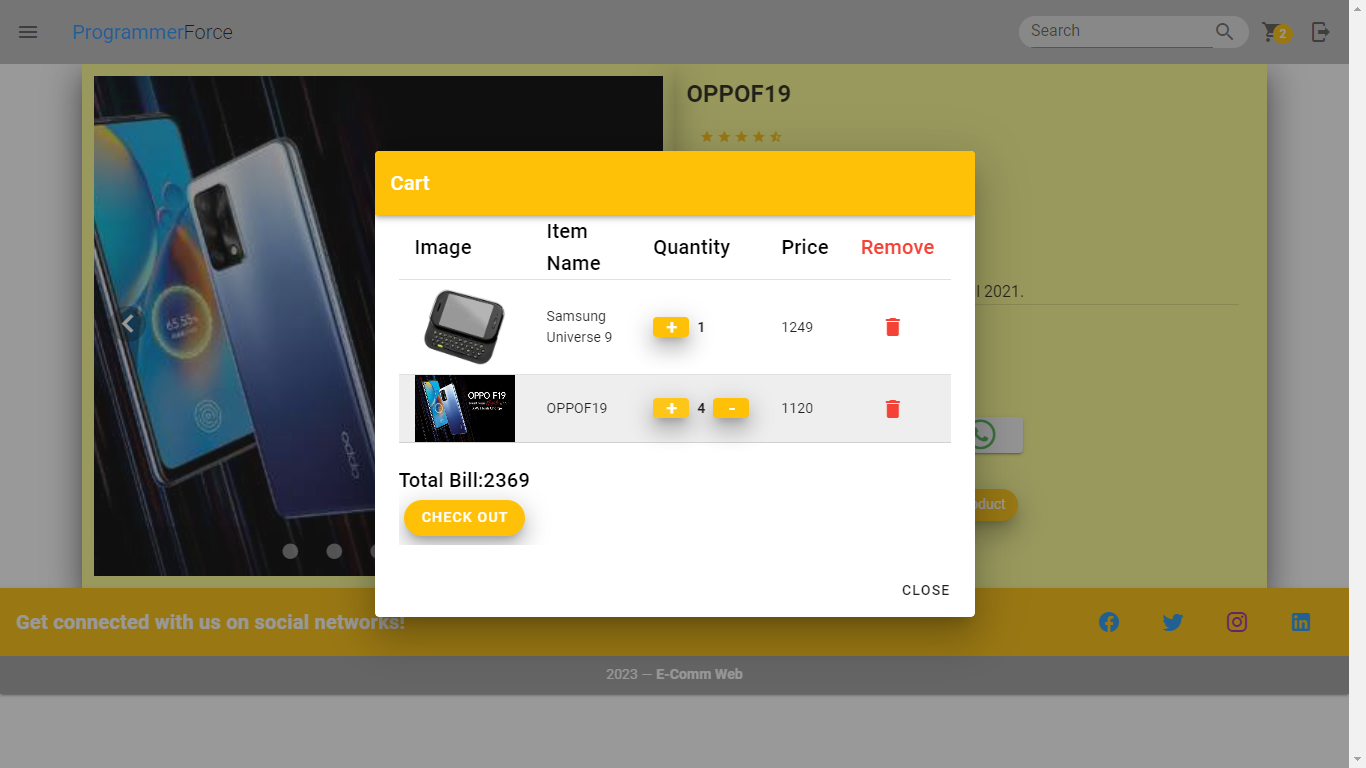 ProgrammerForce
Search
2
OPPOF19
Cart
Image Item Name Quantity Price Remove
Samsung Universe 9 + 1 1249
OPPO F19
OPPOF19 + 4 - 1120
2021.
Total Bill:2369
CHECK OUT
CLOSE
Get connected with us on social networks!
2023 — E-Comm Web